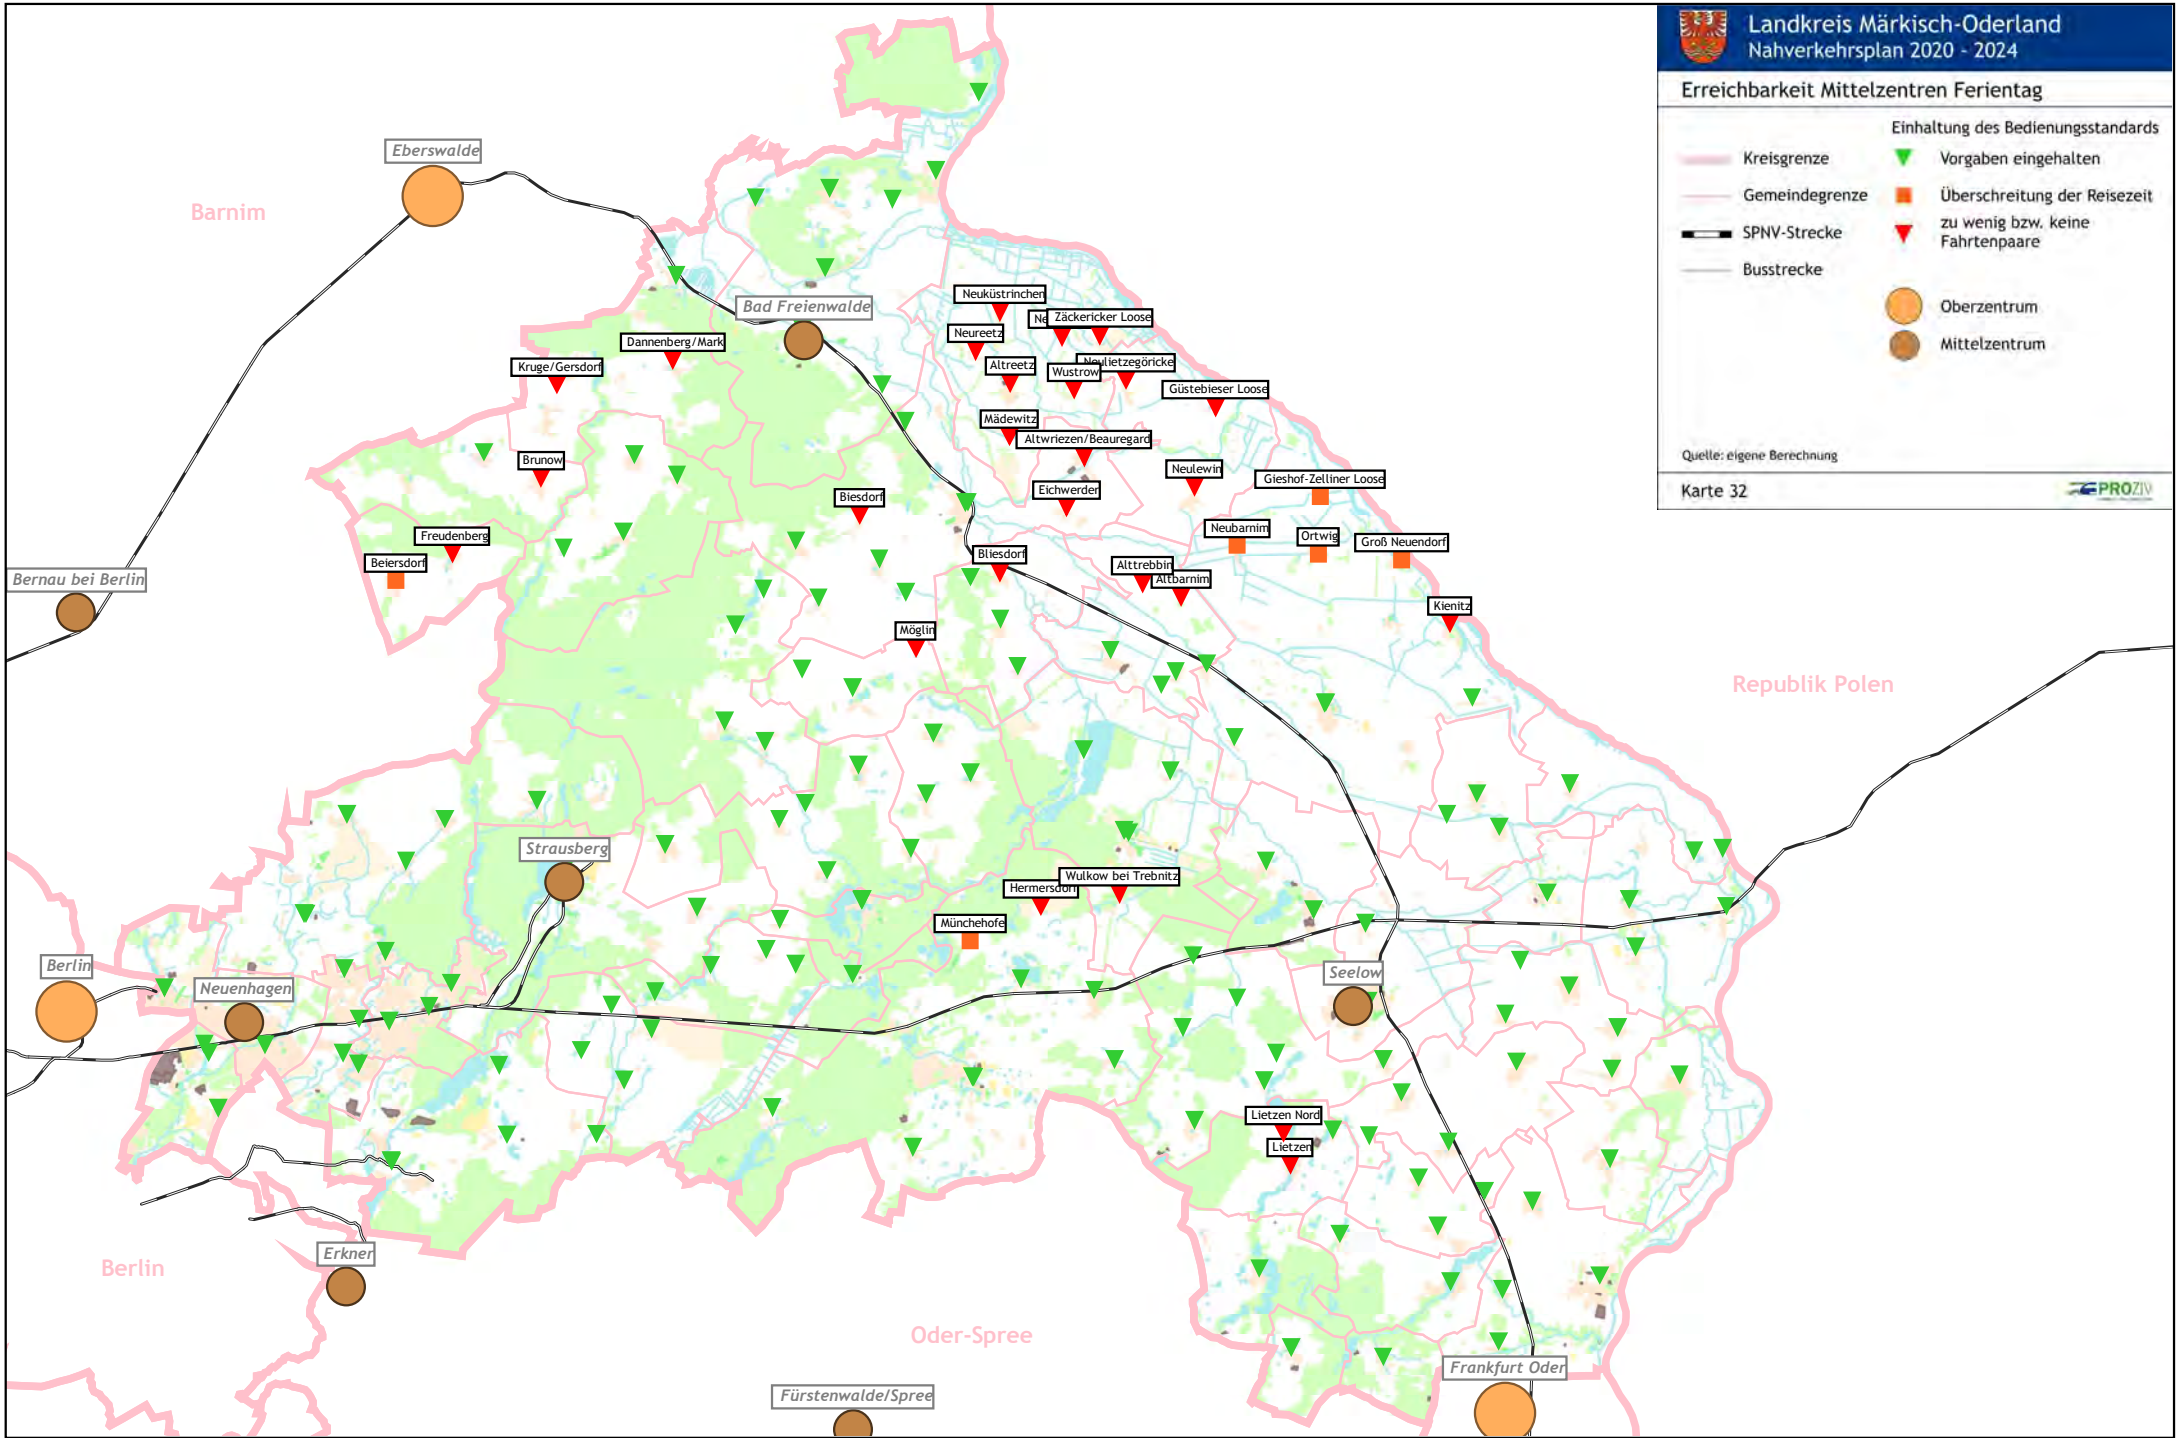 Landkreis Märkisch-Oderland
Nahverkehrsplan 2020 - 2024
Erreichbarkeit Mittelzentren Ferientag
Einhaltung des Bedienungsstandards
Kreisgrenze
Vorgaben eingehalten
Gemeindegrenze
Überschreitung der Reisezeit
SPNV-Strecke
zu wenig bzw. keine
Fahrtenpaare
Busstrecke
Oberzentrum
Mittelzentrum
Quelle: eigene Berechnung
Karte 32
PROZIV
Eberswalde
Barnim
Bad Freienwalde
Neuküstrinchen
Ne
Zäckericker Loose
Neureetz
Dannenberg/Mark
Kruge/Gersdorf
Altreetz
Wustrow
Neulietzegöricke
Güstebieser Loose
Mädewitz
Altwriezen/Beauregard
Brunow
Neulewin
Gieshof-Zelliner Loose
Eichwerder
Biesdorf
Neubarnim
Ortwig
Groß Neuendorf
Freudenberg
Beiersdorf
Bliesdorf
Alttrebbin
Altbarnim
Bernau bei Berlin
Kienitz
Möglin
Republik Polen
Strausberg
Wulkow bei Trebnitz
Hermersdorf
Münchehofe
Berlin
Neuenhagen
Seelow
Lietzen Nord
Lietzen
Erkner
Berlin
Oder-Spree
Frankfurt Oder
Fürstenwalde/Spree